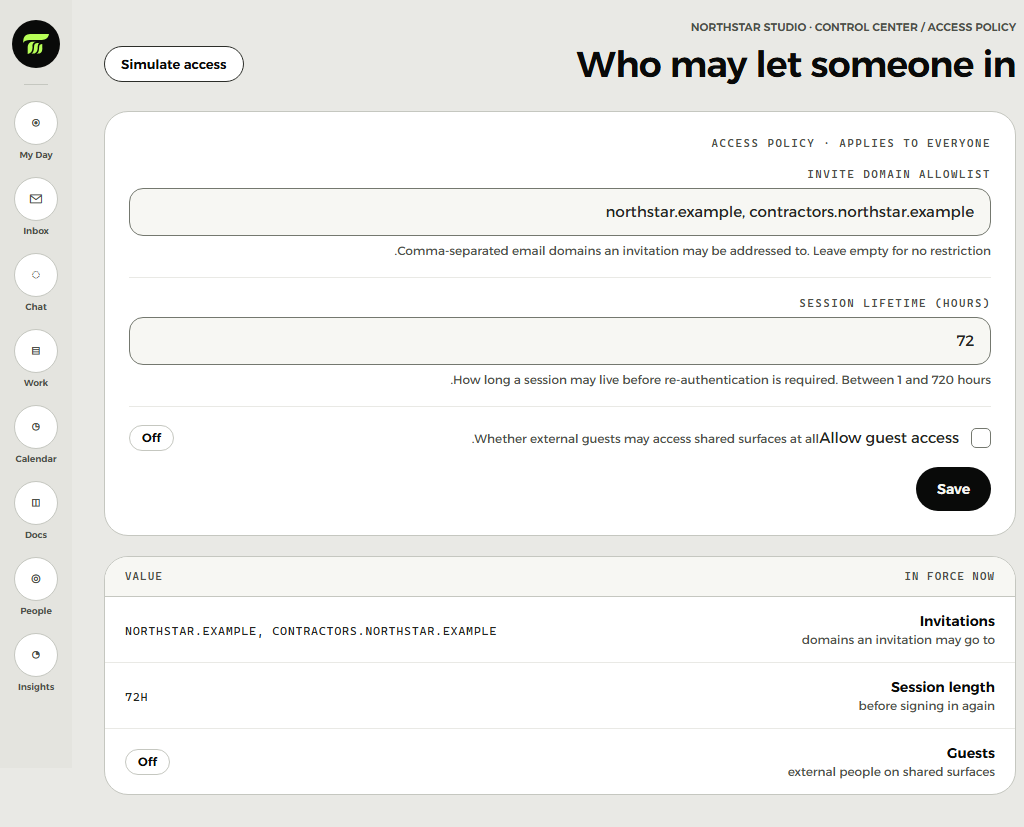 NORTHSTAR STUDIO · CONTROL CENTER / ACCESS POLICY
Who may let someone in
Simulate access
My Day
Inbox
Chat
Work
Calendar
Docs
People
Insights
ACCESS POLICY · APPLIES TO EVERYONE
INVITE DOMAIN ALLOWLIST
northstar.example, contractors.northstar.example
.Comma-separated email domains an invitation may be addressed to. Leave empty for no restriction
SESSION LIFETIME (HOURS)
72
.How long a session may live before re-authentication is required. Between 1 and 720 hours
Allow guest access
.Whether external guests may access shared surfaces at all
Off
Save
IN FORCE NOW
VALUE
Invitations
domains an invitation may go to
NORTHSTAR.EXAMPLE, CONTRACTORS.NORTHSTAR.EXAMPLE
Session length
before signing in again
72H
Guests
external people on shared surfaces
Off